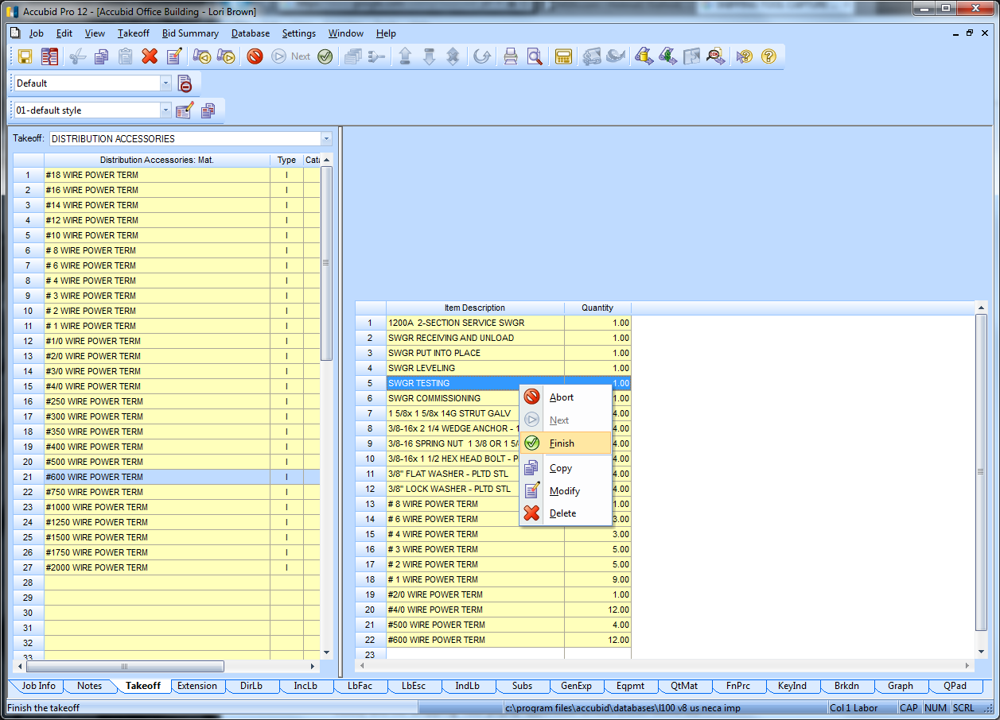 Accubid Pro 12 - [Accubid Office Building - Lori Brown]
Job Edit View Takeoff Bid Summary Database Settings Window Help
Next
Default
01-default style
Takeoff: DISTRIBUTION ACCESSORIES
Distribution Accessories: Mat. Type Cata
1 #18 WIRE POWER TERM I
2 #16 WIRE POWER TERM I
3 #14 WIRE POWER TERM I
4 #12 WIRE POWER TERM I
5 #10 WIRE POWER TERM I
6 # 8 WIRE POWER TERM I
7 # 6 WIRE POWER TERM I
8 # 4 WIRE POWER TERM I
9 # 3 WIRE POWER TERM I
10 # 2 WIRE POWER TERM I
11 # 1 WIRE POWER TERM I
12 #1/0 WIRE POWER TERM I
13 #2/0 WIRE POWER TERM I
14 #3/0 WIRE POWER TERM I
15 #4/0 WIRE POWER TERM I
16 #250 WIRE POWER TERM I
17 #300 WIRE POWER TERM I
18 #350 WIRE POWER TERM I
19 #400 WIRE POWER TERM I
20 #500 WIRE POWER TERM I
21 #600 WIRE POWER TERM I
22 #750 WIRE POWER TERM I
23 #1000 WIRE POWER TERM I
24 #1250 WIRE POWER TERM I
25 #1500 WIRE POWER TERM I
26 #1750 WIRE POWER TERM I
27 #2000 WIRE POWER TERM I
28
29
30
31
32
33
Item Description Quantity
1 1200A 2-SECTION SERVICE SWGR 1.00
2 SWGR RECEIVING AND UNLOAD 1.00
3 SWGR PUT INTO PLACE 1.00
4 SWGR LEVELING 1.00
5 SWGR TESTING 1.00
6 SWGR COMMISSIONING 1.00
7 1 5/8x 1 5/8x 14G STRUT GALV 4.00
8 3/8-16x 2 1/4 WEDGE ANCHOR - 1 4.00
9 3/8-16 SPRING NUT 1 3/8 OR 1 5/ 4.00
10 3/8-16x 1 1/2 HEX HEAD BOLT - P 4.00
11 3/8" FLAT WASHER - PLTD STL 4.00
12 3/8" LOCK WASHER - PLTD STL 4.00
13 # 8 WIRE POWER TERM 1.00
14 # 6 WIRE POWER TERM 3.00
15 # 4 WIRE POWER TERM 3.00
16 # 3 WIRE POWER TERM 5.00
17 # 2 WIRE POWER TERM 5.00
18 # 1 WIRE POWER TERM 9.00
19 #2/0 WIRE POWER TERM 1.00
20 #4/0 WIRE POWER TERM 12.00
21 #500 WIRE POWER TERM 4.00
22 #600 WIRE POWER TERM 12.00
23
Abort
Next
Finish
Copy
Modify
Delete
Job Info Notes Takeoff Extension DirLb IncLb LbFac LbEsc IndLb Subs GenExp Eqpmt QtMat FnPrc KeyInd Brkdn Graph QPad
Finish the takeoff c:\program files\accubid\databases\l100 v8 us neca imp Col 1 Labor CAP NUM SCRL